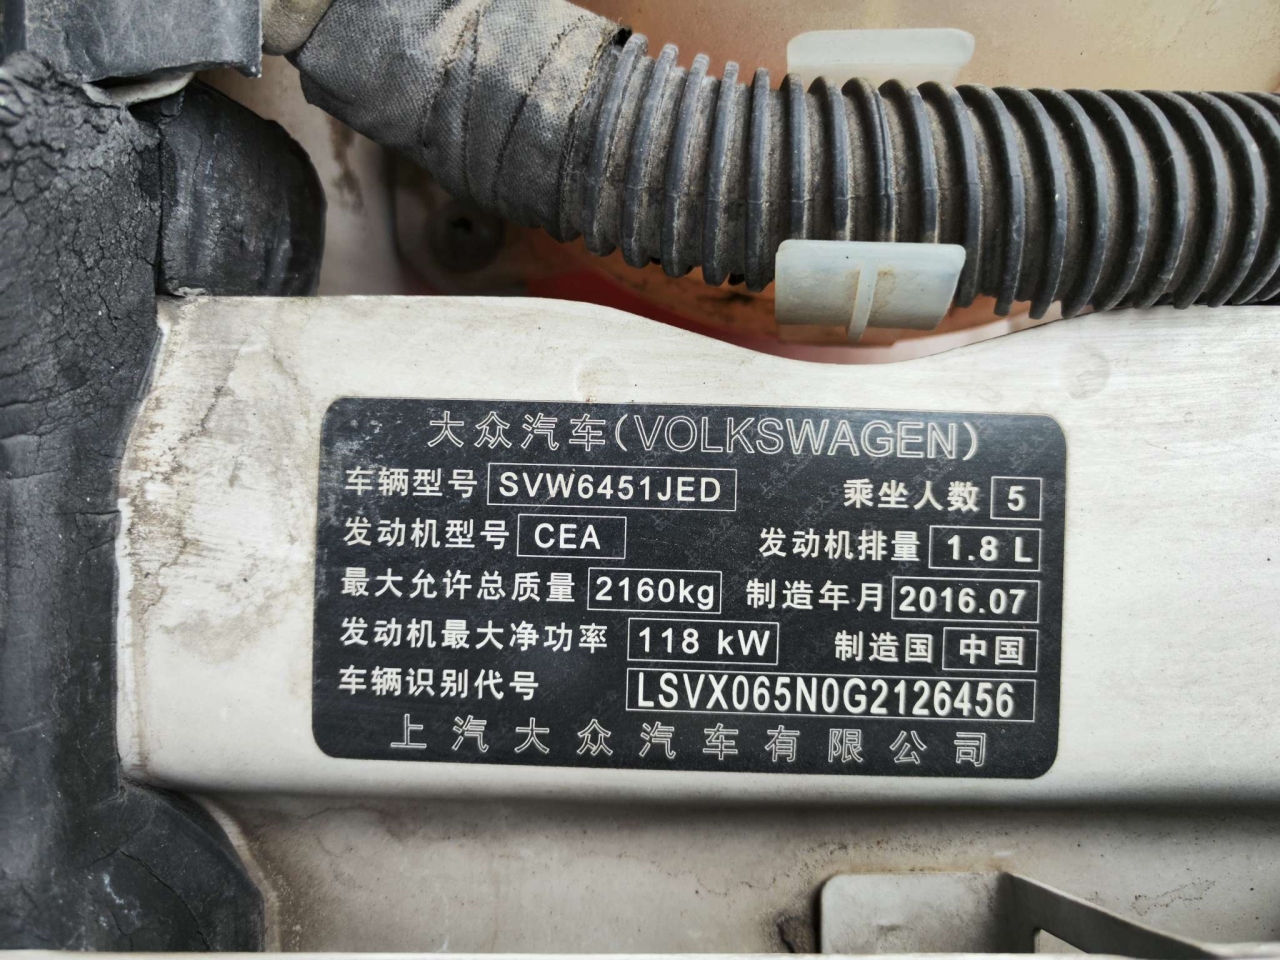 大众汽车(VOLKSWAGEN)
车辆型号 SVW6451JED 乘坐人数 5
发动机型号 CEA 发动机排量 1.8 L
最大允许总质量 2160kg 制造年月 2016.07
发动机最大净功率 118 kW 制造国 中国
车辆识别代号 LSVX065N0G2126456
上汽大众汽车有限公司